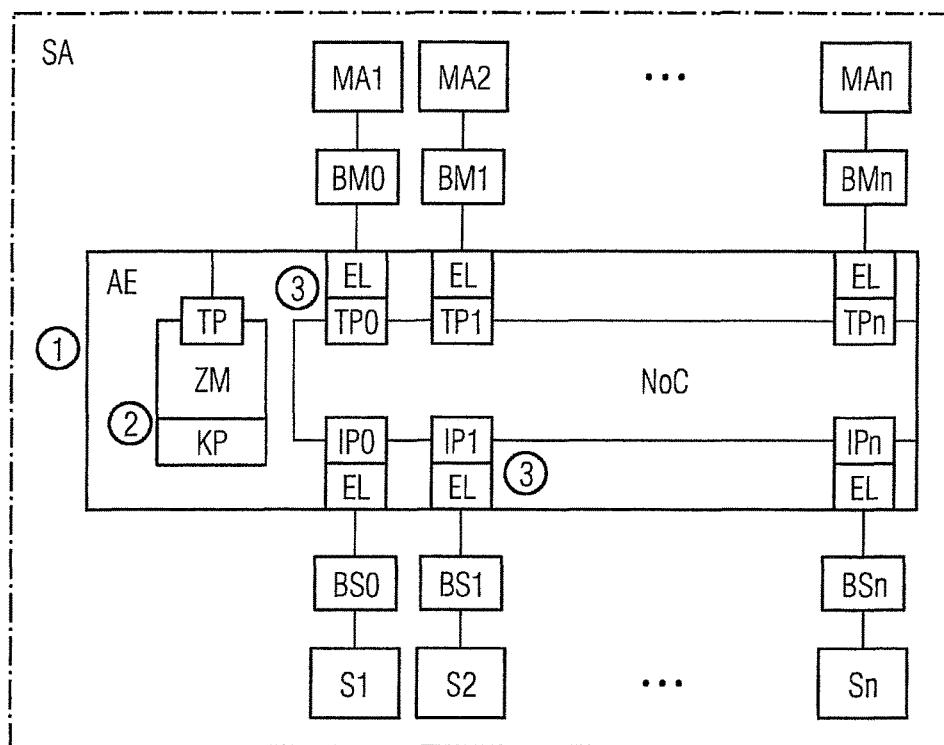 SA
MA1 MA2 ... MAn
BM0 BM1 BMn
AE EL EL EL
3
TP TP0 TP1 TPn
1
ZM NoC
2
KP IP0 IP1 IPn
3
EL EL EL
BS0 BS1 BSn
S1 S2 ... Sn